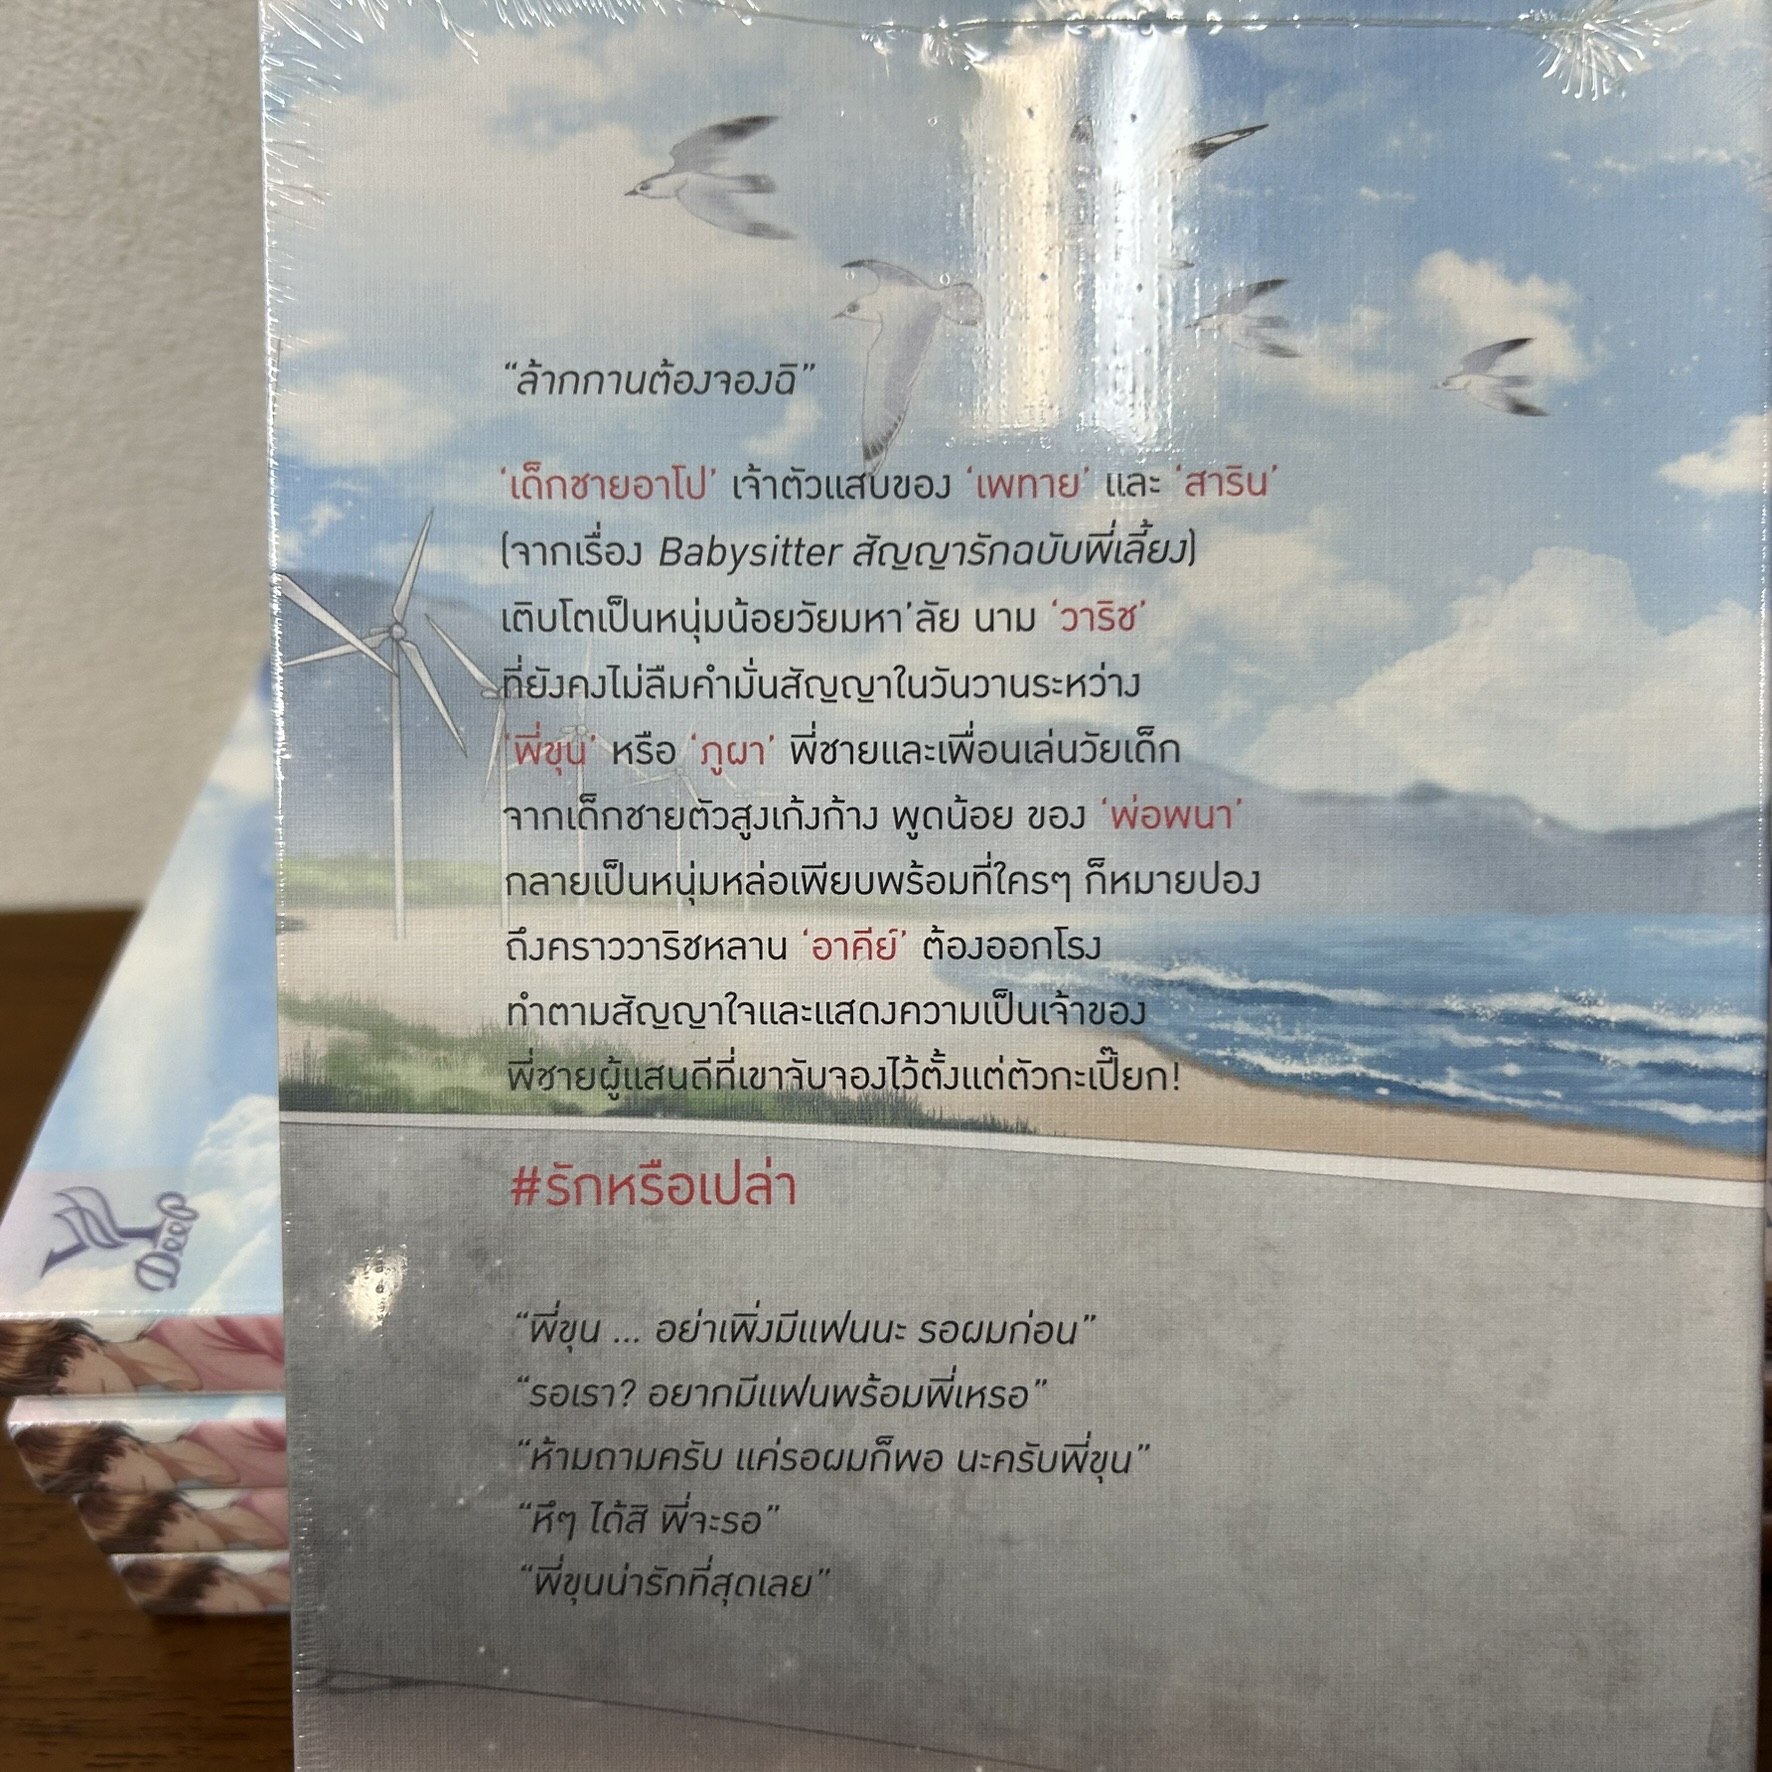 “ล้ากกานต้องจองฉิ”
‘เด็กชายอาโป’ เจ้าตัวแสบของ ‘เพทาย’ และ ‘สาริน’
(จากเรื่อง Babysitter สัญญารักฉบับพี่เลี้ยง)
เติบโตเป็นหนุ่มน้อยวัยมหา’ลัย นาม ‘วาริช’
ที่ยังคงไม่ลืมคำมั่นสัญญาในวันวานระหว่าง
‘พี่ขุน’ หรือ ‘ภูผา’ พี่ชายและเพื่อนเล่นวัยเด็ก
จากเด็กชายตัวสูงเก้งก้าง พูดน้อย ของ ‘พ่อพนา’
กลายเป็นหนุ่มหล่อเพียบพร้อมที่ใครๆ ก็หมายปอง
ถึงคราววาริชหลาน ‘อาคีย์’ ต้องออกโรง
ทำตามสัญญาใจและแสดงความเป็นเจ้าของ
พี่ชายผู้แสนดีที่เขาจับจองไว้ตั้งแต่ตัวกะเปี๊ยก!
#รักหรือเปล่า
“พี่ขุน ... อย่าเพิ่งมีแฟนนะ รอผมก่อน”
“รอเรา? อยากมีแฟนพร้อมพี่เหรอ”
“ห้ามถามครับ แค่รอผมก็พอ นะครับพี่ขุน”
“หึๆ ได้สิ พี่จะรอ”
“พี่ขุนน่ารักที่สุดเลย”
Deep